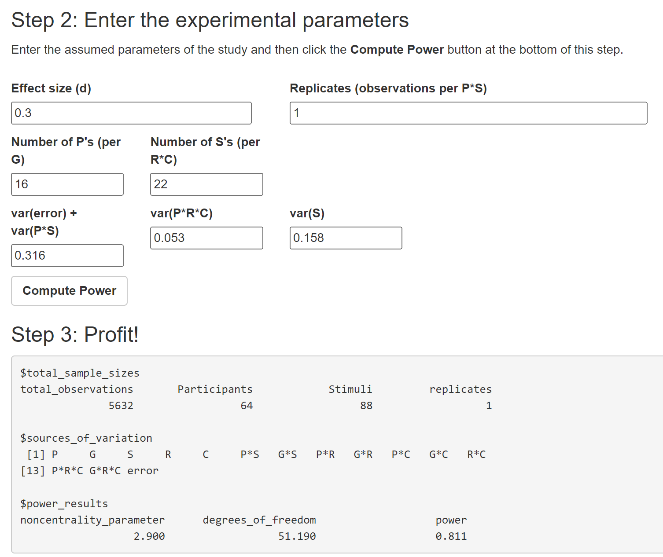 Step 2: Enter the experimental parameters
Enter the assumed parameters of the study and then click the Compute Power button at the bottom of this step.
Effect size (d)
Replicates (observations per P*S)
0.3
1
Number of P's (per
G)
Number of S's (per
R*C)
16
22
var(error) +
var(P*S)
var(P*R*C)
var(S)
0.316
0.053
0.158
Compute Power
Step 3: Profit!
$total_sample_sizes
total_observations Participants Stimuli replicates
5632 64 88 1
$sources_of_variation
[1] P G S R C P*S G*S P*R G*R P*C G*C R*C
[13] P*R*C G*R*C error
$power_results
noncentrality_parameter degrees_of_freedom power
2.900 51.190 0.811